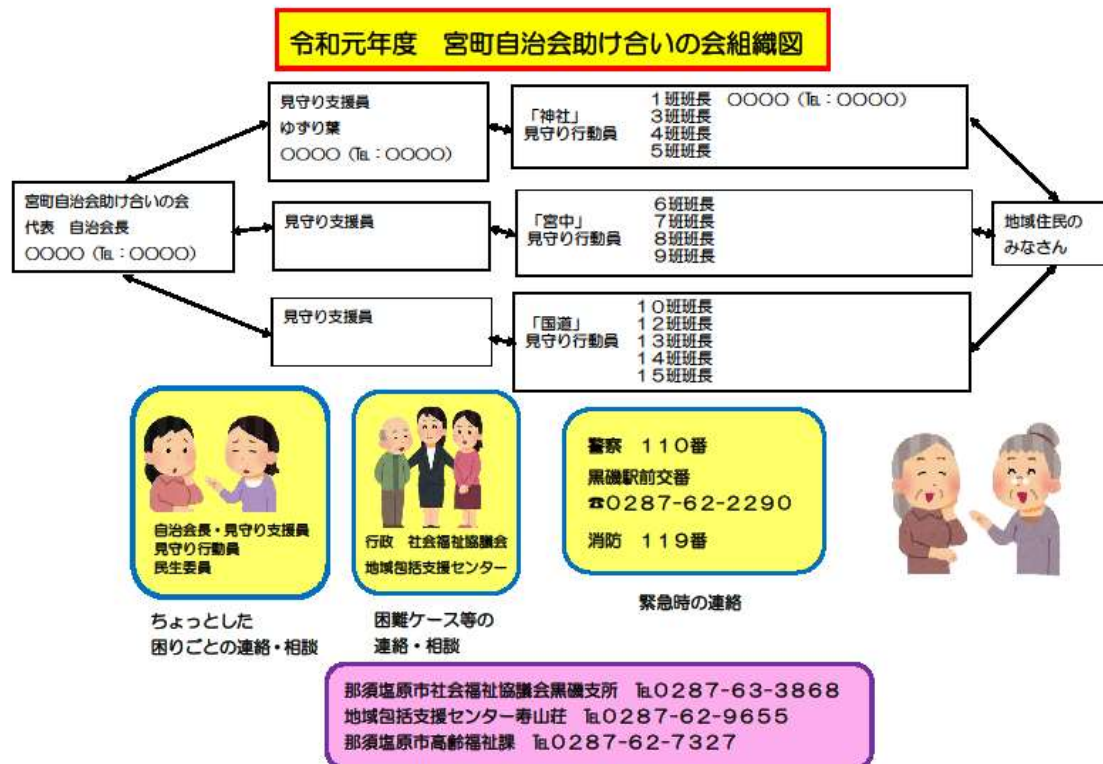 令和元年度　宮町自治会助け合いの会組織図
宮町自治会助け合いの会
代表　自治会長
〇〇〇〇（℡：〇〇〇〇）
見守り支援員
ゆずり葉
〇〇〇〇（℡：〇〇〇〇）
「神社」
見守り行動員
１班班長　〇〇〇〇（℡：〇〇〇〇）
３班班長
４班班長
５班班長
見守り支援員
「宮中」
見守り行動員
６班班長
７班班長
８班班長
９班班長
見守り支援員
「国道」
見守り行動員
１０班班長
１２班班長
１３班班長
１４班班長
１５班班長
地域住民の
みなさん
自治会長・見守り支援員
見守り行動員
民生委員
ちょっとした
困りごとの連絡・相談
行政　社会福祉協議会
地域包括支援センター
困難ケース等の
連絡・相談
警察　１１０番
黒磯駅前交番
☎０２８７-６２-２２９０
消防　１１９番
緊急時の連絡
那須塩原市社会福祉協議会黒磯支所　℡０２８７-６３-３８６８
地域包括支援センター寿山荘　℡０２８７-６２-９６５５
那須塩原市高齢福祉課　℡０２８７-６２-７３２７